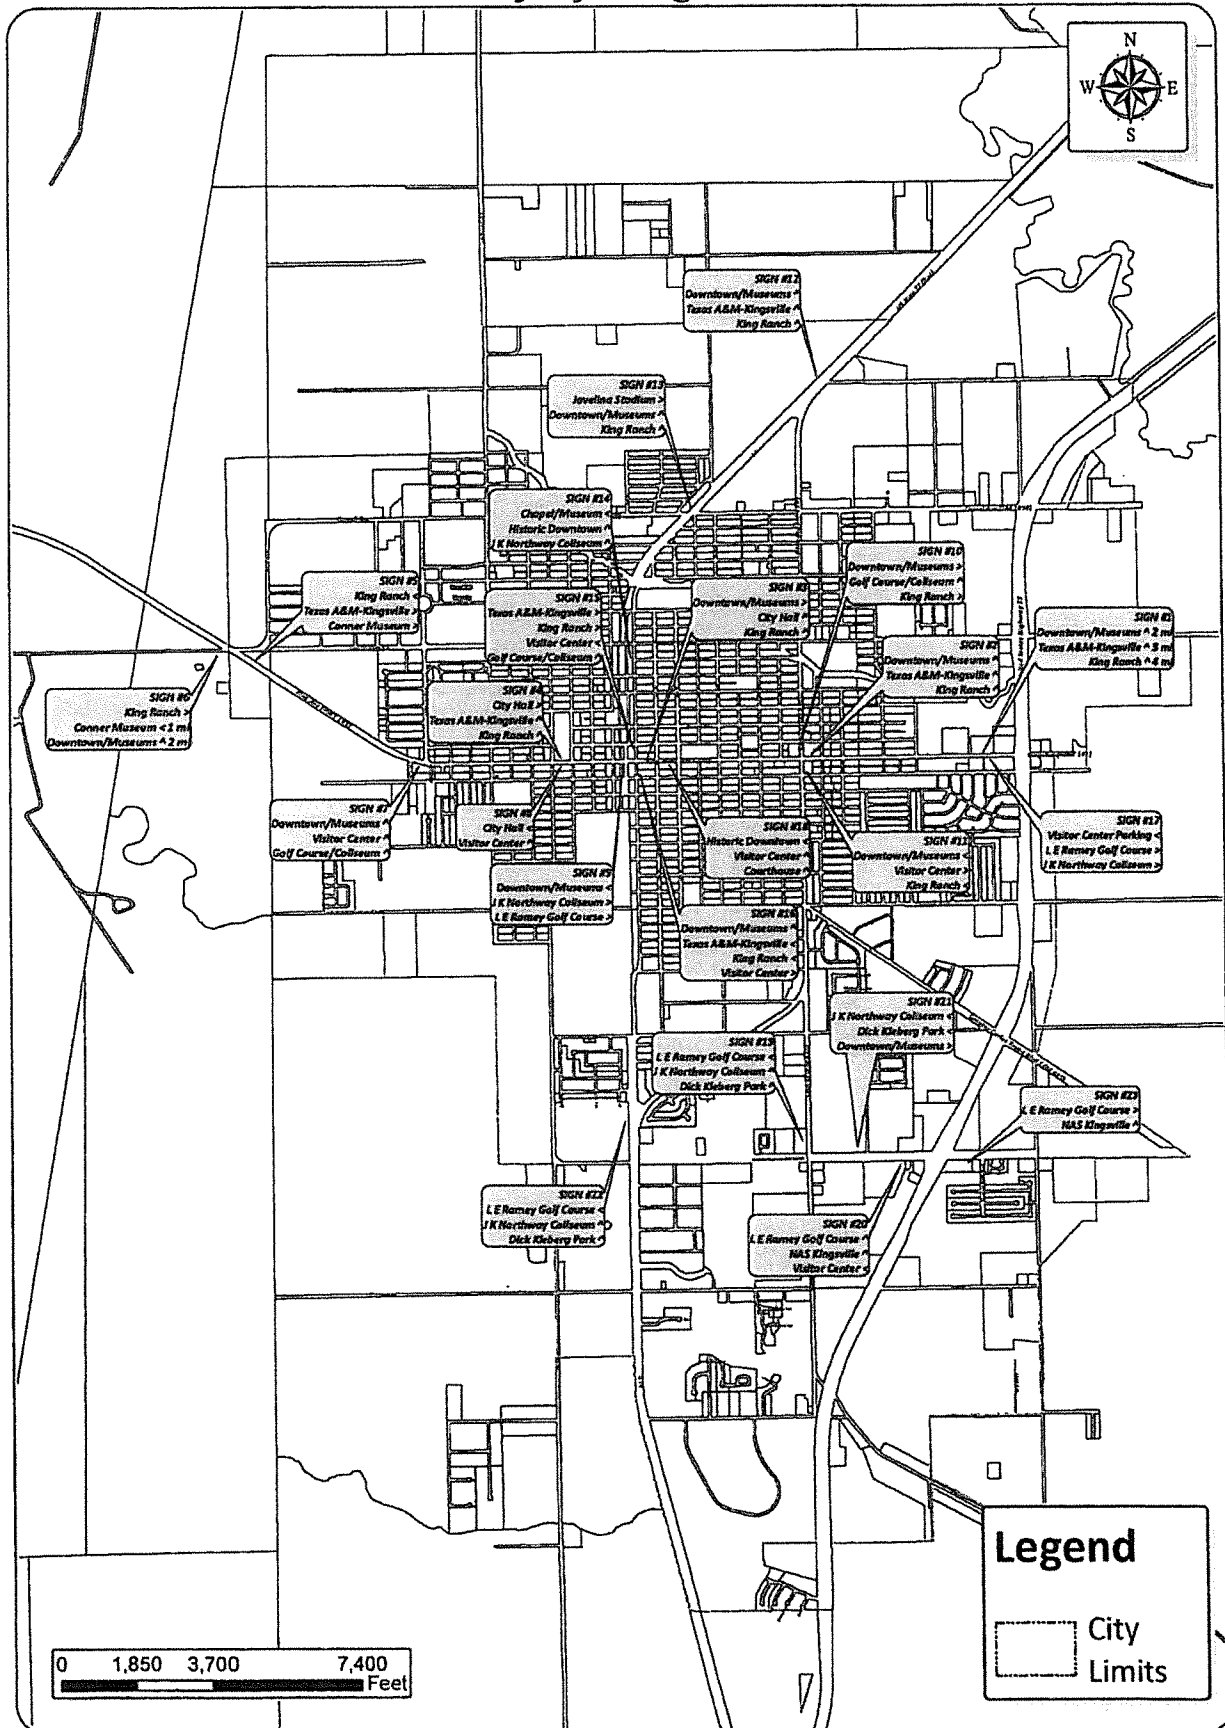 N
W E
S
SIGN #12
Downtown/Museums ^
Texas A&M-Kingsville ^
King Ranch ^
SIGN #13
Javelina Stadium >
Downtown/Museums ^
King Ranch ^
SIGN #14
Chapel/Museum <
Historic Downtown ^
J K Northway Coliseum ^
SIGN #10
Downtown/Museums >
Golf Course/Coliseum ^
King Ranch >
SIGN #5
King Ranch <
Texas A&M-Kingsville >
Conner Museum >
SIGN #15
Texas A&M-Kingsville >
King Ranch >
Visitor Center <
Golf Course/Coliseum ^
SIGN #3
Downtown/Museums >
City Hall ^
King Ranch ^
SIGN #1
Downtown/Museums ^ 2 mi
Texas A&M-Kingsville ^ 3 mi
King Ranch ^ 4 mi
SIGN #2
Downtown/Museums ^
Texas A&M-Kingsville ^
King Ranch ^
SIGN #6
King Ranch >
Conner Museum < 1 mi
Downtown/Museums ^ 2 mi
SIGN #4
City Hall >
Texas A&M-Kingsville ^
King Ranch ^
SIGN #7
Downtown/Museums ^
Visitor Center ^
Golf Course/Coliseum
SIGN #8
City Hall <
Visitor Center ^
SIGN #18
Historic Downtown <
Visitor Center ^
Courthouse ^
SIGN #11
Downtown/Museums <
Visitor Center >
King Ranch <
SIGN #17
Visitor Center Parking <
L E Ramey Golf Course >
J K Northway Coliseum >
SIGN #9
Downtown/Museums <
J K Northway Coliseum >
L E Ramey Golf Course >
SIGN #16
Downtown/Museums ^
Texas A&M-Kingsville <
King Ranch <
Visitor Center >
SIGN #21
J K Northway Coliseum <
Dick Kleberg Park <
Downtown/Museums >
SIGN #19
L E Ramey Golf Course <
J K Northway Coliseum ^
Dick Kleberg Park ^
SIGN #23
L E Ramey Golf Course >
NAS Kingsville ^
SIGN #22
L E Ramey Golf Course <
J K Northway Coliseum ^
Dick Kleberg Park ^
SIGN #20
L E Ramey Golf Course ^
NAS Kingsville ^
Visitor Center <
Legend
City
Limits
0 1,850 3,700 7,400
Feet